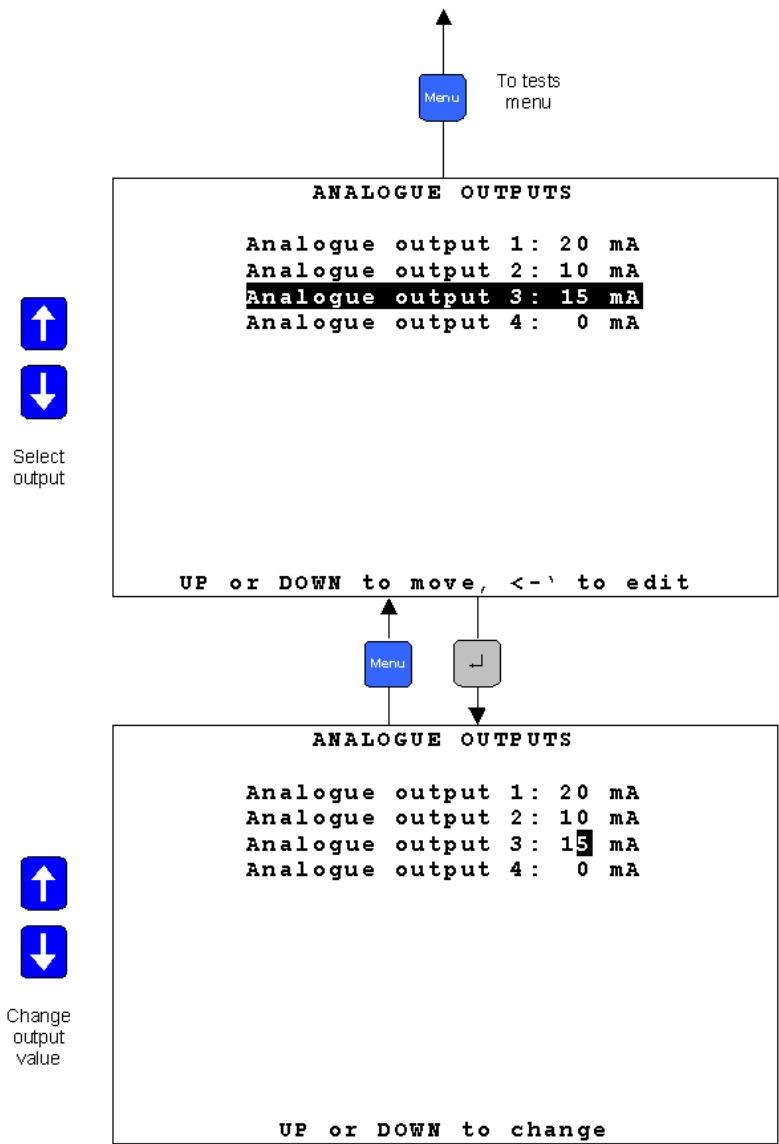 Menu
To tests
menu
ANALOGUE OUTPUTS
Analogue output 1: 20 mA
Analogue output 2: 10 mA
Analogue output 3: 15 mA
Analogue output 4: 0 mA
Select
output
UP or DOWN to move, <-` to edit
Menu
ANALOGUE OUTPUTS
Analogue output 1: 20 mA
Analogue output 2: 10 mA
Analogue output 3: 15 mA
Analogue output 4: 0 mA
Change
output
value
UP or DOWN to change